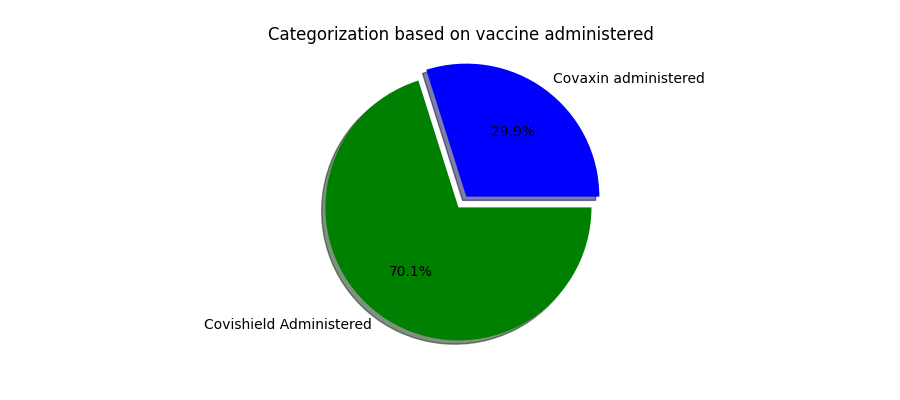 Categorization based on vaccine administered
Covaxin administered
29.9%
70.1%
Covishield Administered